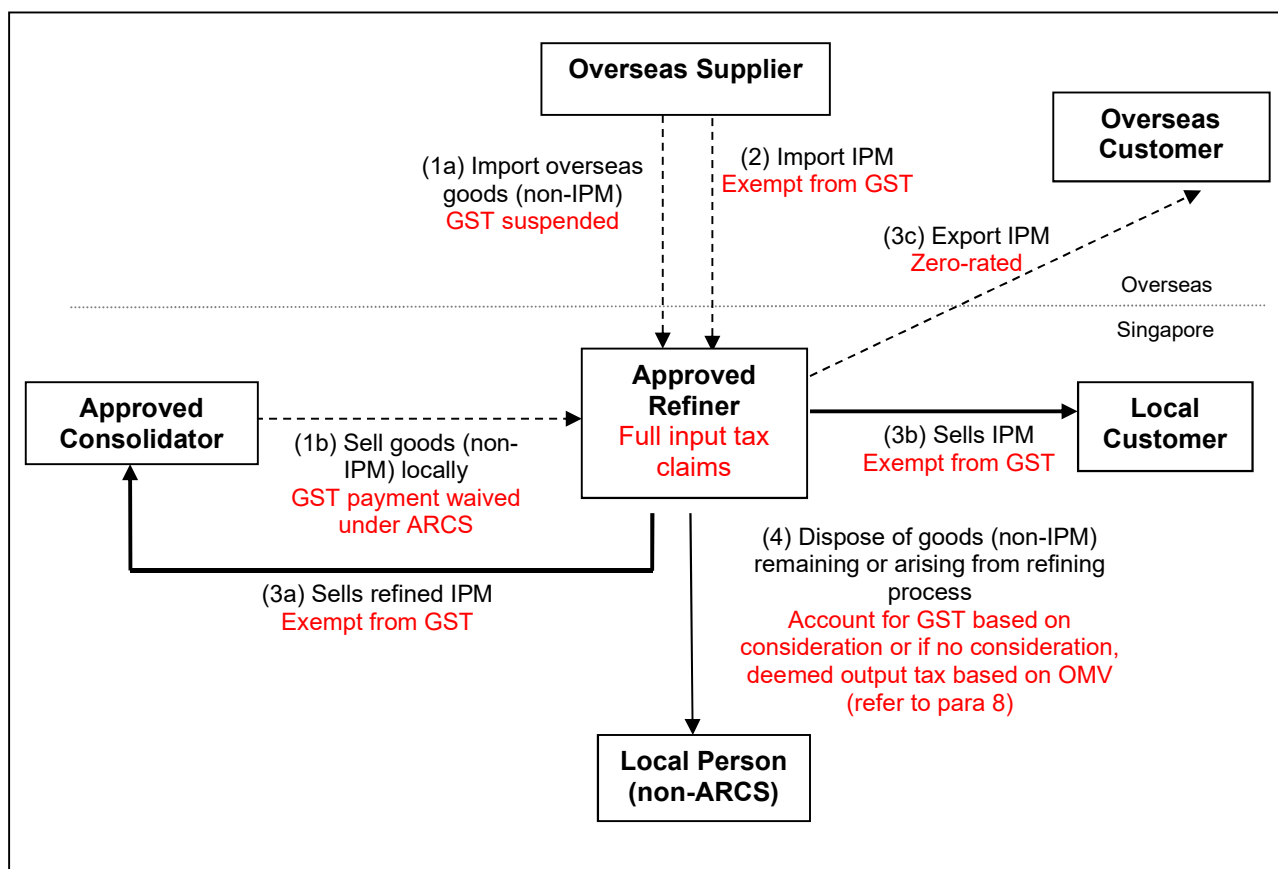 Overseas Supplier
Overseas
Customer
(1a) Import overseas
goods (non-IPM)
GST suspended
(2) Import IPM
Exempt from GST
(3c) Export IPM
Zero-rated
Overseas
Singapore
Approved
Consolidator
(1b) Sell goods (non-
IPM) locally
GST payment waived
under ARCS
Approved
Refiner
Full input tax
claims
(3b) Sells IPM
Exempt from GST
Local
Customer
(3a) Sells refined IPM
Exempt from GST
(4) Dispose of goods (non-IPM)
remaining or arising from refining
process
Account for GST based on
consideration or if no consideration,
deemed output tax based on OMV
(refer to para 8)
Local Person
(non-ARCS)